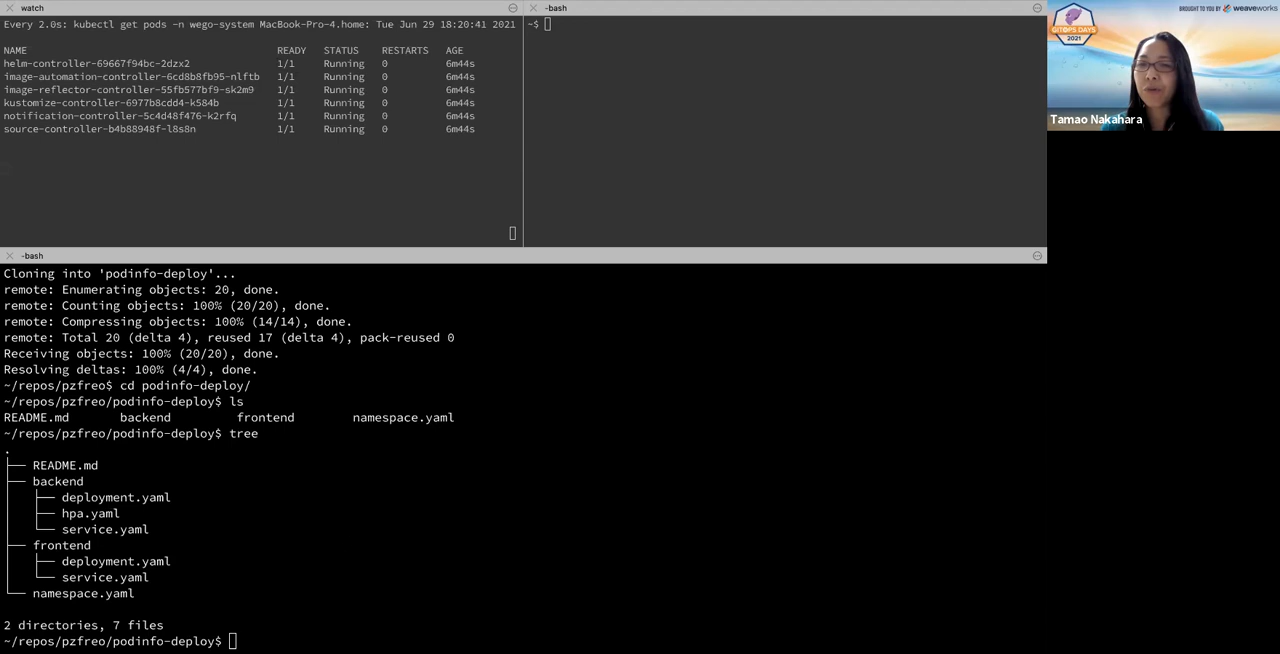 watch
Every 2.0s: kubectl get pods -n wego-system MacBook-Pro-4.home: Tue Jun 29 18:20:41 2021
NAME READY STATUS RESTARTS AGE
helm-controller-69667f94bc-2dzx2 1/1 Running 0 6m44s
image-automation-controller-6cd8b8fb95-nlftb 1/1 Running 0 6m44s
image-reflector-controller-55fb577bf9-sk2m9 1/1 Running 0 6m44s
kustomize-controller-6977b8cdd4-k584b 1/1 Running 0 6m44s
notification-controller-5c4d48f476-k2rfq 1/1 Running 0 6m44s
source-controller-b4b88948f-l8s8n 1/1 Running 0 6m44s
-bash
~$
GITOPS DAYS
2021
BROUGHT TO YOU BY weaveworks
Tamao Nakahara
-bash
Cloning into 'podinfo-deploy'...
remote: Enumerating objects: 20, done.
remote: Counting objects: 100% (20/20), done.
remote: Compressing objects: 100% (14/14), done.
remote: Total 20 (delta 4), reused 17 (delta 4), pack-reused 0
Receiving objects: 100% (20/20), done.
Resolving deltas: 100% (4/4), done.
~/repos/pzfreo$ cd podinfo-deploy/
~/repos/pzfreo/podinfo-deploy$ ls
README.md backend frontend namespace.yaml
~/repos/pzfreo/podinfo-deploy$ tree
.
├── README.md
├── backend
│   ├── deployment.yaml
│   ├── hpa.yaml
│   └── service.yaml
├── frontend
│   ├── deployment.yaml
│   └── service.yaml
└── namespace.yaml
2 directories, 7 files
~/repos/pzfreo/podinfo-deploy$